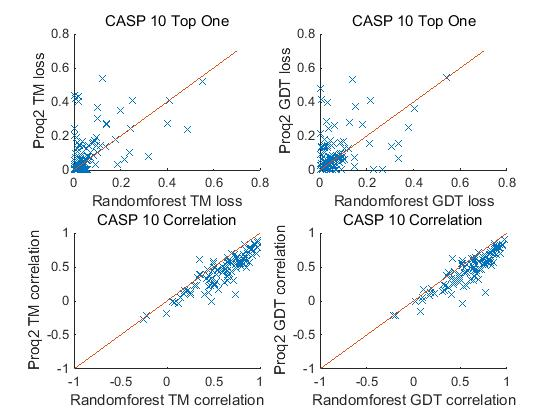 CASP 10 Top One
CASP 10 Top One
Proq2 TM loss
0.8
0.6
0.4
0.2
0
0 0.2 0.4 0.6 0.8
Randomforest TM loss
Proq2 GDT loss
0.8
0.6
0.4
0.2
0
0 0.2 0.4 0.6 0.8
Randomforest GDT loss
CASP 10 Correlation
CASP 10 Correlation
Proq2 TM correlation
1
0.5
0
-0.5
-1
-1 -0.5 0 0.5 1
Randomforest TM correlation
Proq2 GDT correlation
1
0.5
0
-0.5
-1
-1 -0.5 0 0.5 1
Randomforest GDT correlation